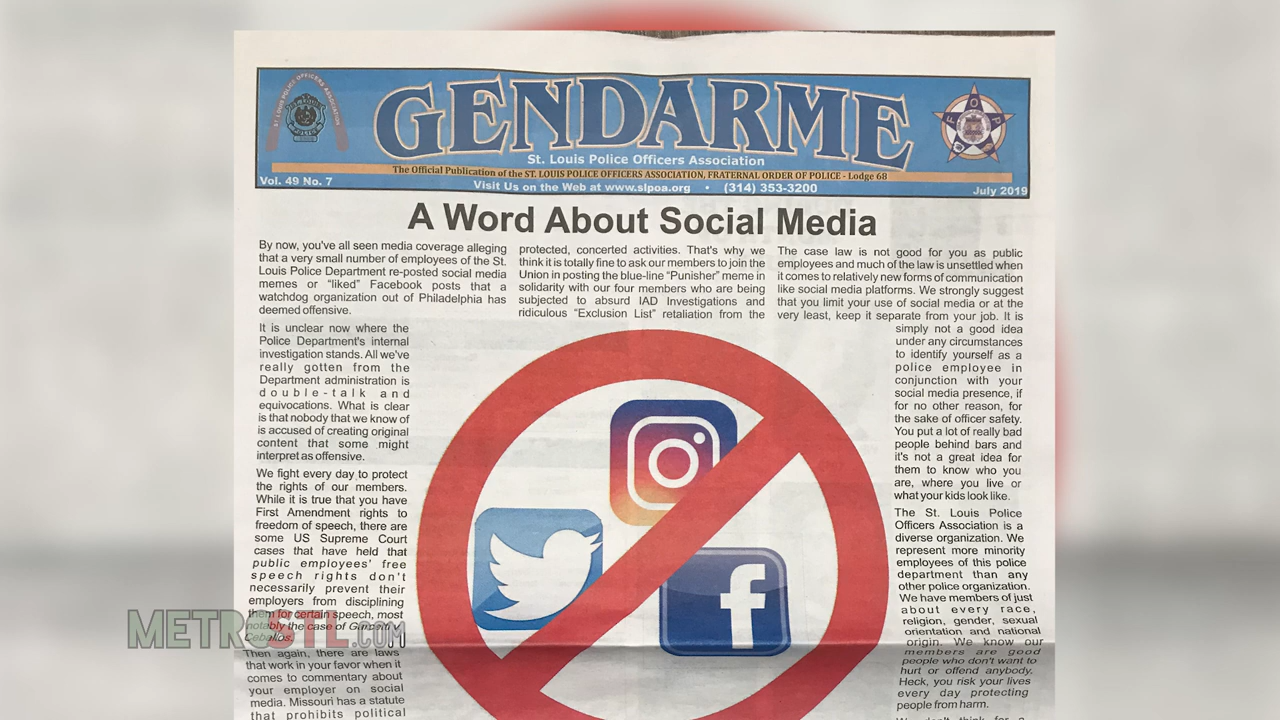 ST. LOUIS POLICE OFFICERS ASSOCIATION
GENDARME
FOP
St. Louis Police Officers Association
The Official Publication of the ST. LOUIS POLICE OFFICERS ASSOCIATION, FRATERNAL ORDER OF POLICE - Lodge 68
Vol. 49 No. 7
Visit Us on the Web at www.slpoa.org • (314) 353-3200
July 2019
A Word About Social Media
By now, you've all seen media coverage alleging
that a very small number of employees of the St.
Louis Police Department re-posted social media
memes or "liked" Facebook posts that a
watchdog organization out of Philadelphia has
deemed offensive.
It is unclear now where the
Police Department's internal
investigation stands. All we've
really gotten from the
Department administration is
double-talk and
equivocations. What is clear
is that nobody that we know of
is accused of creating original
content that some might
interpret as offensive.
We fight every day to protect
the rights of our members.
While it is true that you have
First Amendment rights to
freedom of speech, there are
some US Supreme Court
cases that have held that
public employees' free
speech rights don't
necessarily prevent their
employers from disciplining
them for certain speech, most
notably the case of Garcetti v.
Ceballos.
Then again, there are laws
that work in your favor when it
comes to commentary about
your employer on social
media. Missouri has a statute
that prohibits political
protected, concerted activities. That's why we
think it is totally fine to ask our members to join the
Union in posting the blue-line "Punisher" meme in
solidarity with our four members who are being
subjected to absurd IAD Investigations and
ridiculous "Exclusion List" retaliation from the
The case law is not good for you as public
employees and much of the law is unsettled when
it comes to relatively new forms of communication
like social media platforms. We strongly suggest
that you limit your use of social media or at the
very least, keep it separate from your job. It is
simply not a good idea
under any circumstances
to identify yourself as a
police employee in
conjunction with your
social media presence, if
for no other reason, for
the sake of officer safety.
You put a lot of really bad
people behind bars and
it's not a great idea for
them to know who you
are, where you live or
what your kids look like.
The St. Louis Police
Officers Association is a
diverse organization. We
represent more minority
employees of this police
department than any
other police organization.
We have members of just
about every race,
religion, gender, sexual
orientation and national
origin. We know our
members are good
people who don't want to
hurt or offend anybody.
Heck, you risk your lives
every day protecting
people from harm.
f
METROSTL.COM